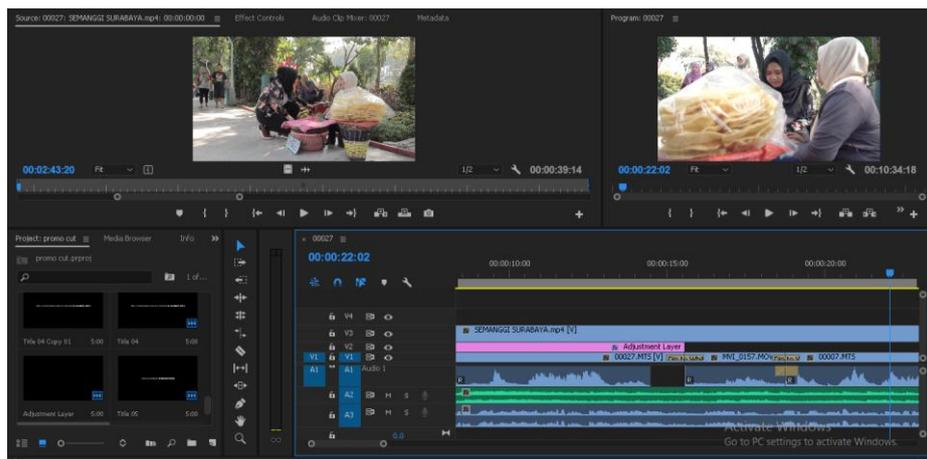 Source: 00027: SEMANGGI SURABAYA.mp4: 00:00:00:00
Effect Controls
Audio Clip Mixer: 00027
Metadata
Program: 00027
00:02:43:20
Fit
1/2
00:00:39:14
00:00:22:02
Fit
1/2
00:10:34:18
Project: promo cut
Media Browser
Info
promo cut.prproj
1 of...
Title 04 Copy 01 5:00
Title 04 5:00
Adjustment Layer 5:00
Title 05 5:00
00027
00:00:22:02
00:00:10:00
00:00:15:00
00:00:20:00
V4
V3
SEMANGGI SURABAYA.mp4 [V]
V2
Adjustment Layer
V1 V1
00027.MTS [V]
MVI_0157.MOV
00007.MTS
A1 A1 Audio 1
R
R
R
A2 M S
A3 M S
0.0
Activate Windows
Go to PC settings to activate Windows.